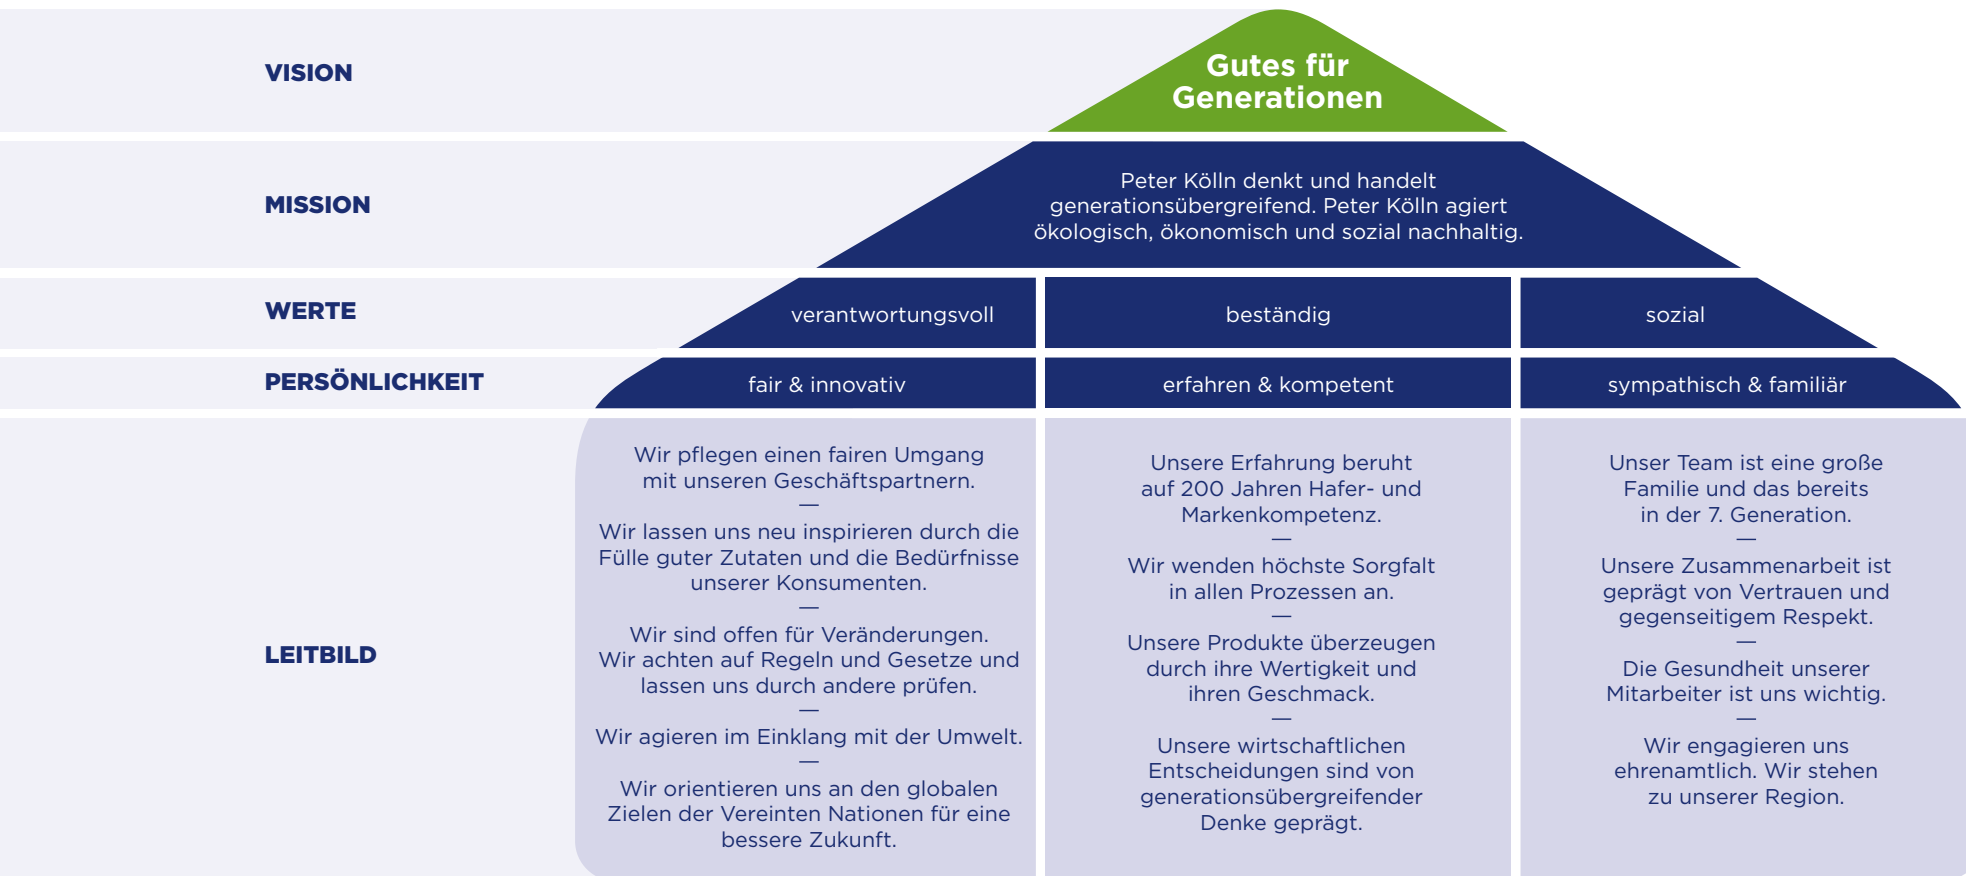 VISION
Gutes für
Generationen
MISSION
Peter Kölln denkt und handelt
generationsübergreifend. Peter Kölln agiert
ökologisch, ökonomisch und sozial nachhaltig.
WERTE
verantwortungsvoll
beständig
sozial
PERSÖNLICHKEIT
fair & innovativ
erfahren & kompetent
sympathisch & familiär
LEITBILD
Wir pflegen einen fairen Umgang
mit unseren Geschäftspartnern.
—
Wir lassen uns neu inspirieren durch die
Fülle guter Zutaten und die Bedürfnisse
unserer Konsumenten.
—
Wir sind offen für Veränderungen.
Wir achten auf Regeln und Gesetze und
lassen uns durch andere prüfen.
—
Wir agieren im Einklang mit der Umwelt.
—
Wir orientieren uns an den globalen
Zielen der Vereinten Nationen für eine
bessere Zukunft.
Unsere Erfahrung beruht
auf 200 Jahren Hafer- und
Markenkompetenz.
—
Wir wenden höchste Sorgfalt
in allen Prozessen an.
—
Unsere Produkte überzeugen
durch ihre Wertigkeit und
ihren Geschmack.
—
Unsere wirtschaftlichen
Entscheidungen sind von
generationsübergreifender
Denke geprägt.
Unser Team ist eine große
Familie und das bereits
in der 7. Generation.
—
Unsere Zusammenarbeit ist
geprägt von Vertrauen und
gegenseitigem Respekt.
—
Die Gesundheit unserer
Mitarbeiter ist uns wichtig.
—
Wir engagieren uns
ehrenamtlich. Wir stehen
zu unserer Region.